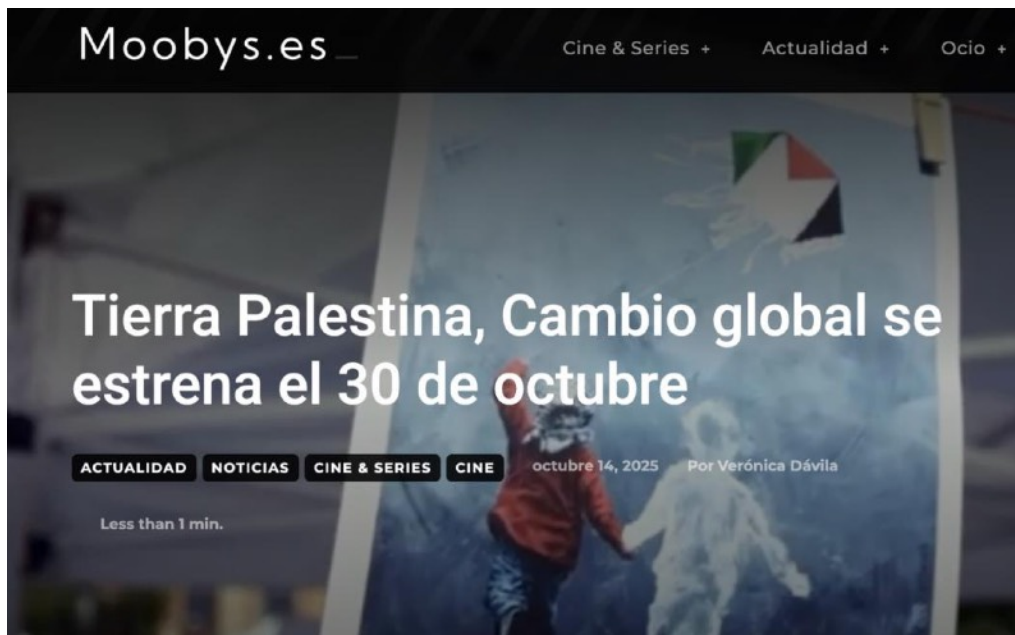 Moobys.es_
Cine & Series +
Actualidad +
Ocio +
Tierra Palestina, Cambio global se
estrena el 30 de octubre
ACTUALIDAD NOTICIAS CINE & SERIES CINE octubre 14, 2025 Por Verónica Dávila
Less than 1 min.